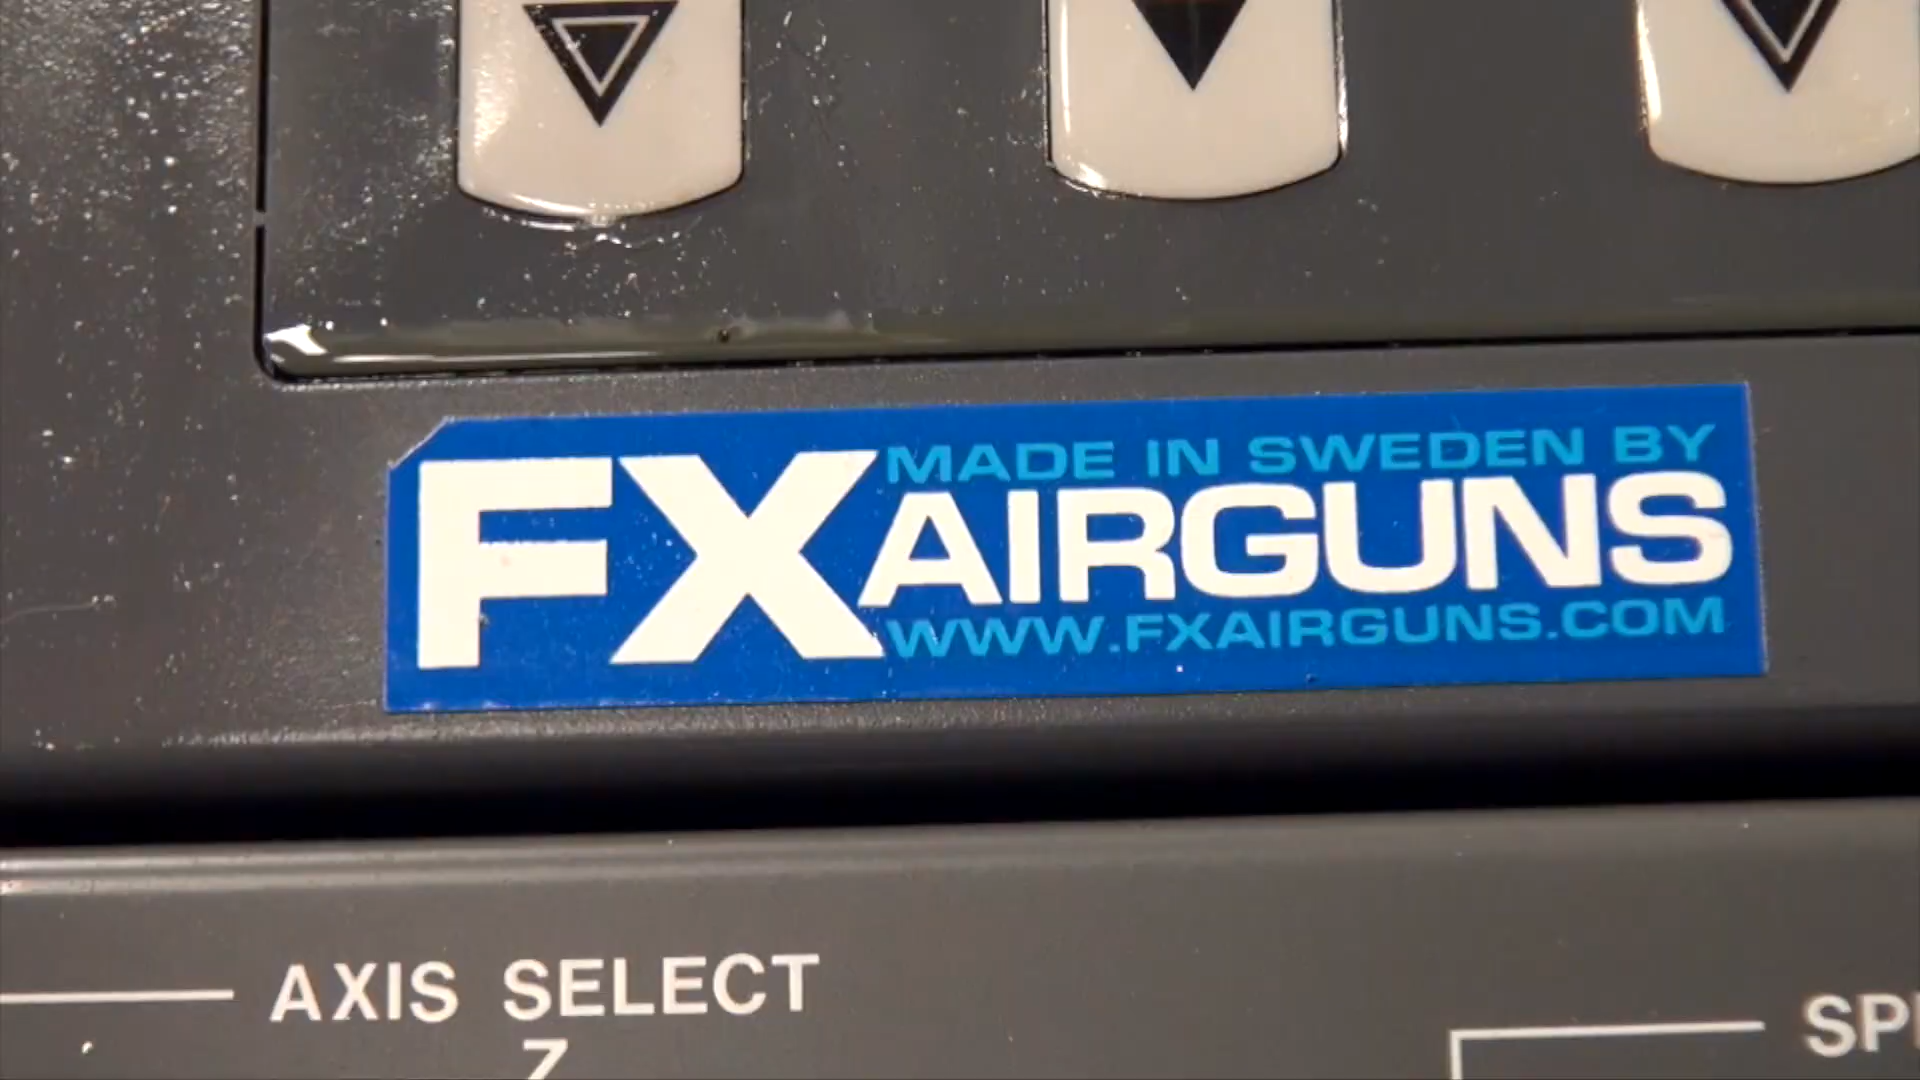 FX
MADE IN SWEDEN BY
AIRGUNS
WWW.FXAIRGUNS.COM
AXIS SELECT
Z